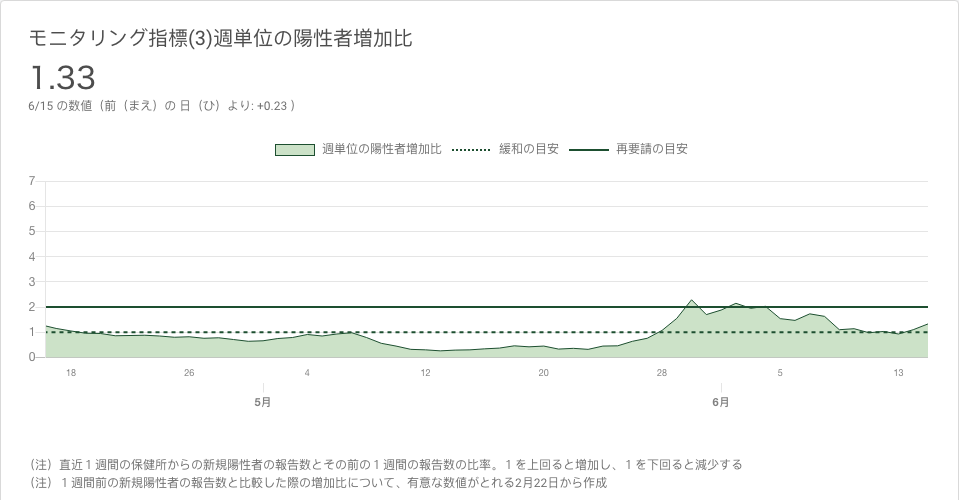 モニタリング指標(3)週単位の陽性者増加比
1.33
6/15 の数値（前（まえ）の 日（ひ）より: +0.23 ）
週単位の陽性者増加比 緩和の目安 再要請の目安
7
6
5
4
3
2
1
0
18 26 4 12 20 28 5 13
5月 6月
（注）直近１週間の保健所からの新規陽性者の報告数とその前の１週間の報告数の比率。１を上回ると増加し、１を下回ると減少する
（注）１週間前の新規陽性者の報告数と比較した際の増加比について、有意な数値がとれる2月22日から作成